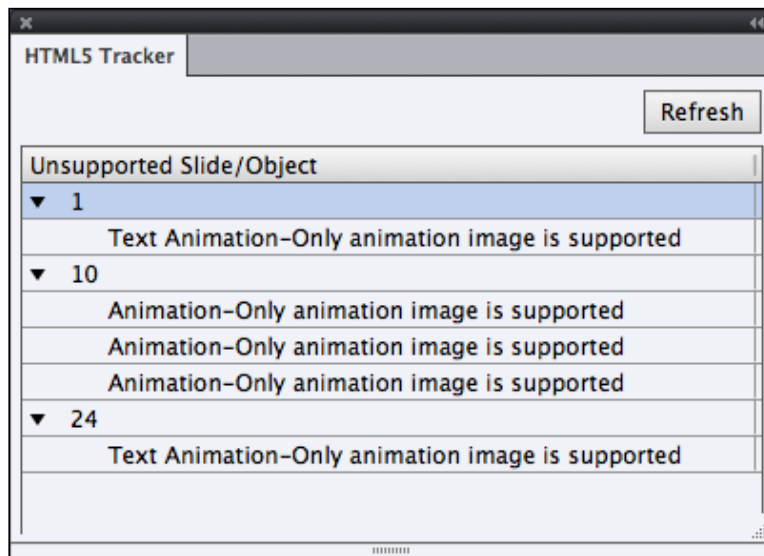 HTML5 Tracker
Refresh
Unsupported Slide/Object
1
Text Animation-Only animation image is supported
10
Animation-Only animation image is supported
Animation-Only animation image is supported
Animation-Only animation image is supported
24
Text Animation-Only animation image is supported